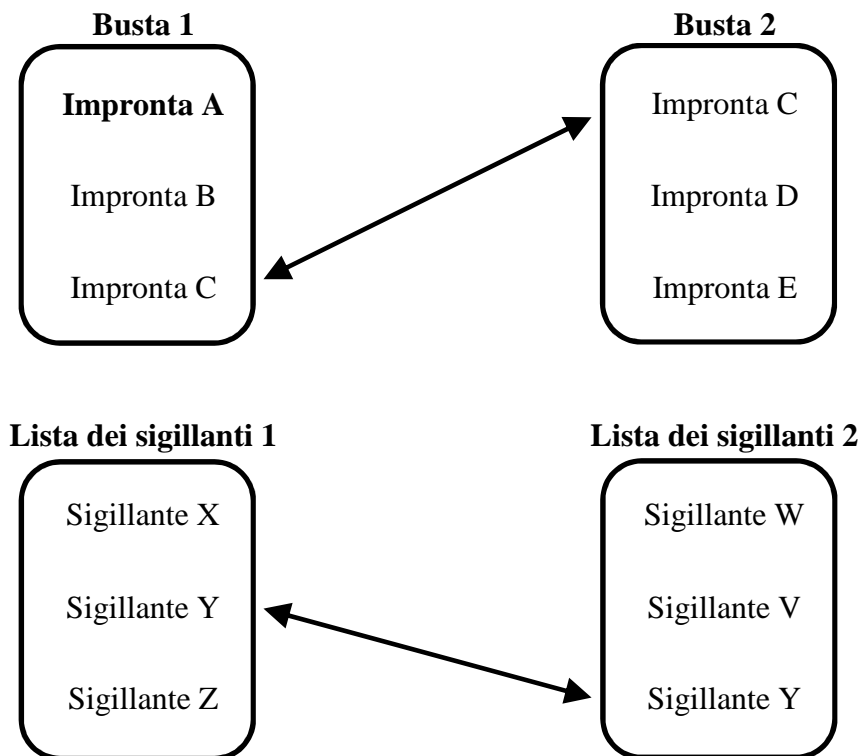 Busta 1
Impronta A
Impronta B
Impronta C
Busta 2
Impronta C
Impronta D
Impronta E
Lista dei sigillanti 1
Sigillante X
Sigillante Y
Sigillante Z
Lista dei sigillanti 2
Sigillante W
Sigillante V
Sigillante Y